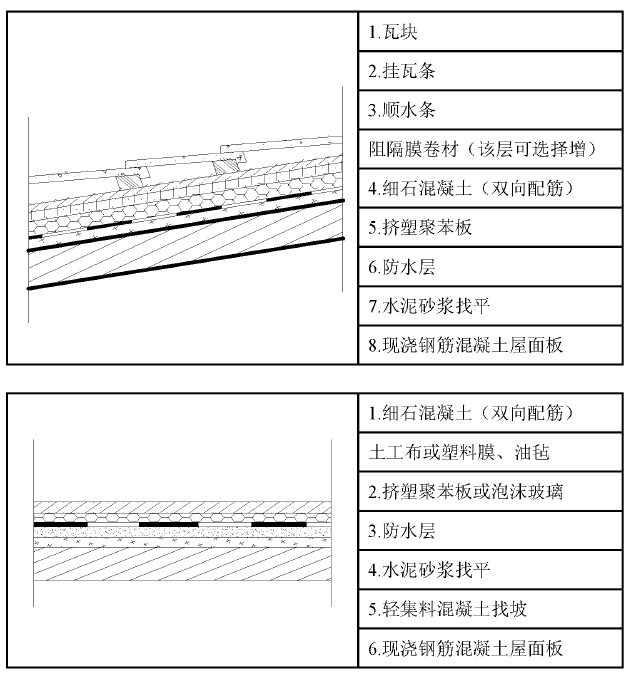 1.瓦块
2.挂瓦条
3.顺水条
阻隔膜卷材（该层可选择增）
4.细石混凝土（双向配筋）
5.挤塑聚苯板
6.防水层
7.水泥砂浆找平
8.现浇钢筋混凝土屋面板
1.细石混凝土（双向配筋）
土工布或塑料膜、油毡
2.挤塑聚苯板或泡沫玻璃
3.防水层
4.水泥砂浆找平
5.轻集料混凝土找坡
6.现浇钢筋混凝土屋面板